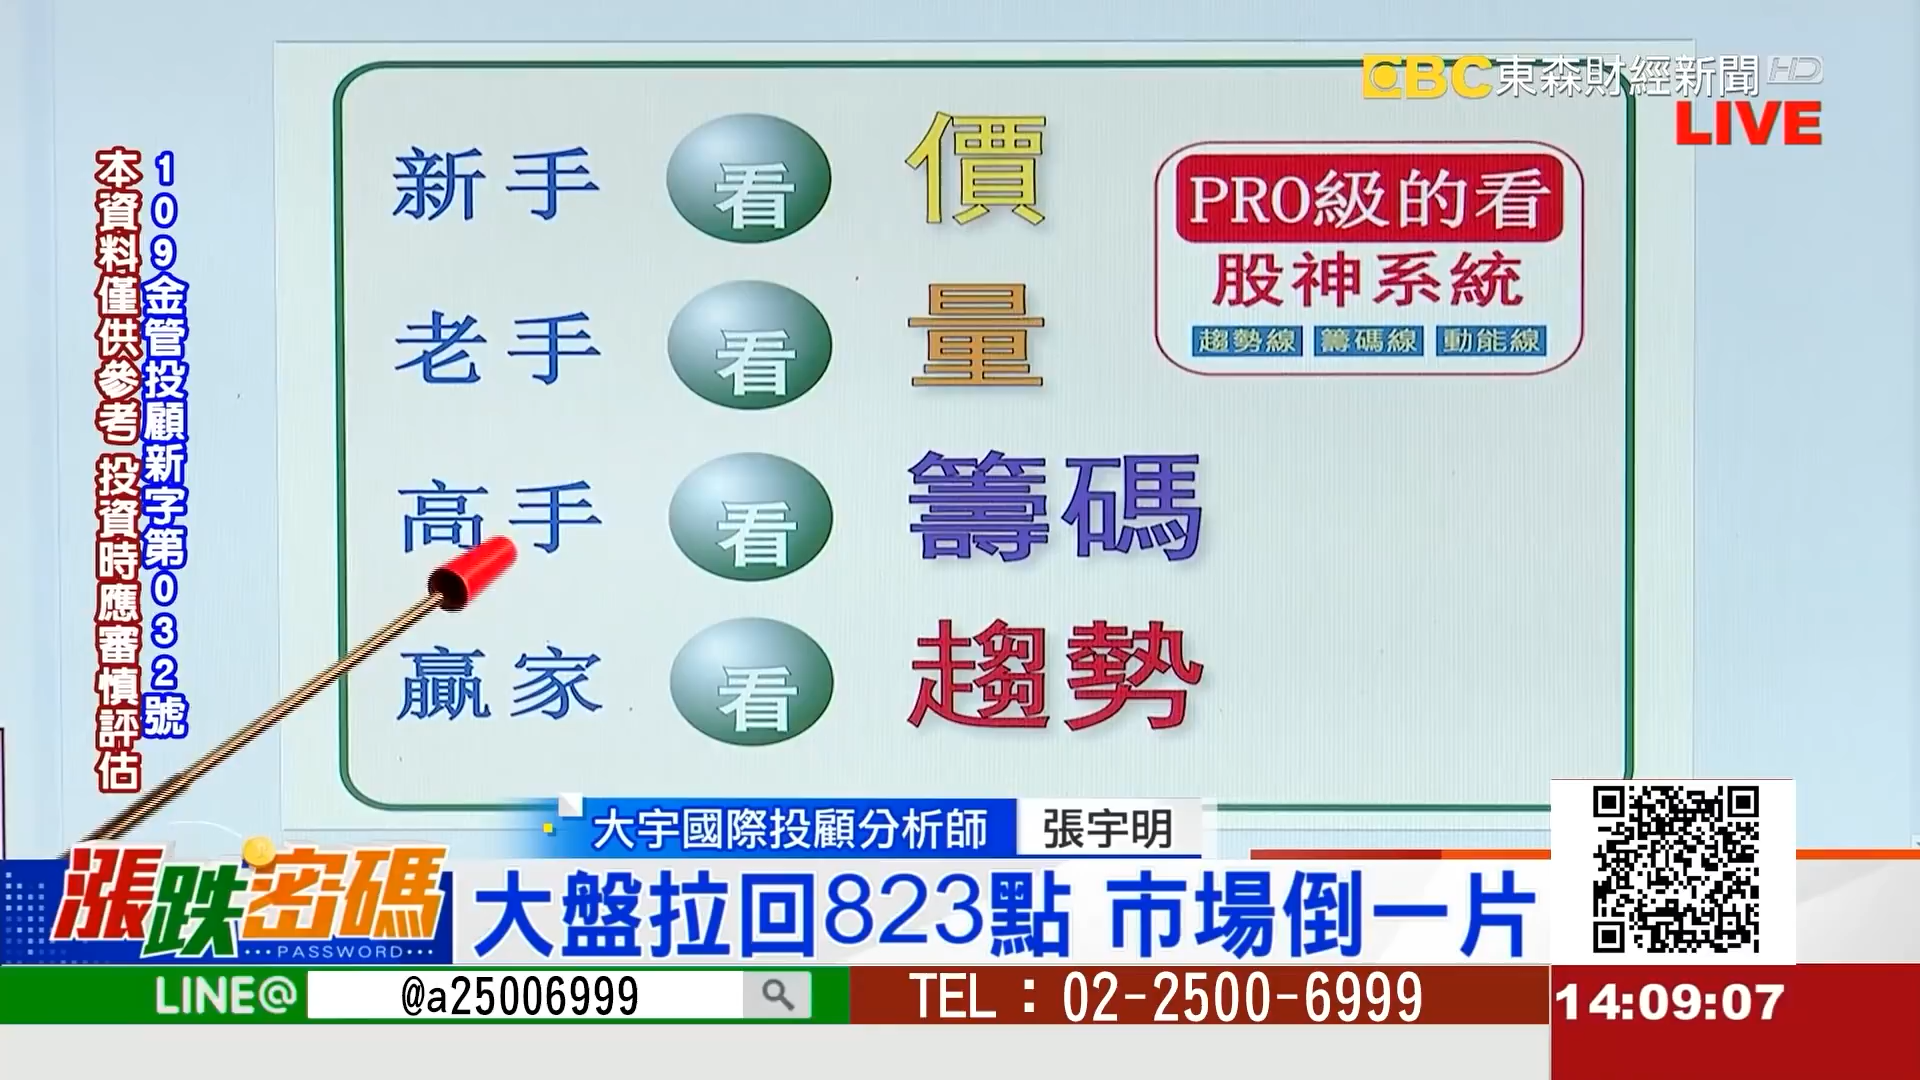 EBC東森財經新聞HD
LIVE
109金管投顧新字第032號
本資料僅供參考 投資時應審慎評估
新手 看 價
老手 看 量
高手 看 籌碼
贏家 看 趨勢
PRO級的看
股神系統
趨勢線 籌碼線 動能線
大宇國際投顧分析師 張宇明
漲跌密碼
PASSWORD
大盤拉回823點 市場倒一片
LINE@ @a25006999
TEL：02-2500-6999
14:09:07